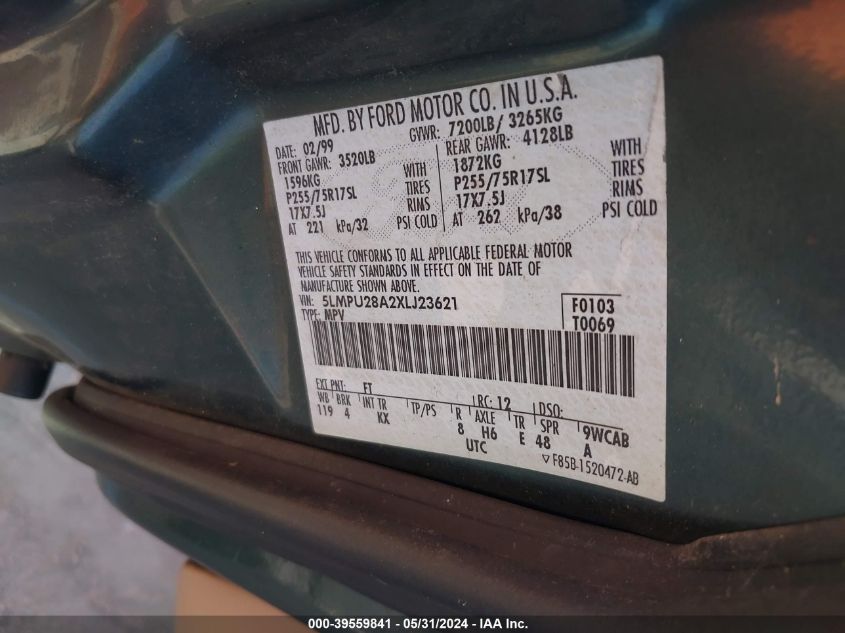 MFD. BY FORD MOTOR CO. IN U.S.A.
DATE: 02/99 GVWR: 7200LB/ 3265KG
FRONT GAWR: 3520LB REAR GAWR: 4128LB
1596KG WITH 1872KG WITH
P255/75R17SL TIRES P255/75R17SL TIRES
17X7.5J RIMS 17X7.5J RIMS
AT 221 kPa/32 PSI COLD AT 262 kPa/38 PSI COLD
THIS VEHICLE CONFORMS TO ALL APPLICABLE FEDERAL MOTOR
VEHICLE SAFETY STANDARDS IN EFFECT ON THE DATE OF
MANUFACTURE SHOWN ABOVE.
VIN: 5LMPU28A2XLJ23621 F0103
TYPE: MPV T0069
EXT PNT: FT RC: 12 DSO:
WB BRK INT TR TP/PS R AXLE TR SPR 9WCAB
119 4 KX 8 H6 E 48 A
UTC ▽F85B-1520472-AB
000-39559841 / 05/31/2024 - IAA Inc.